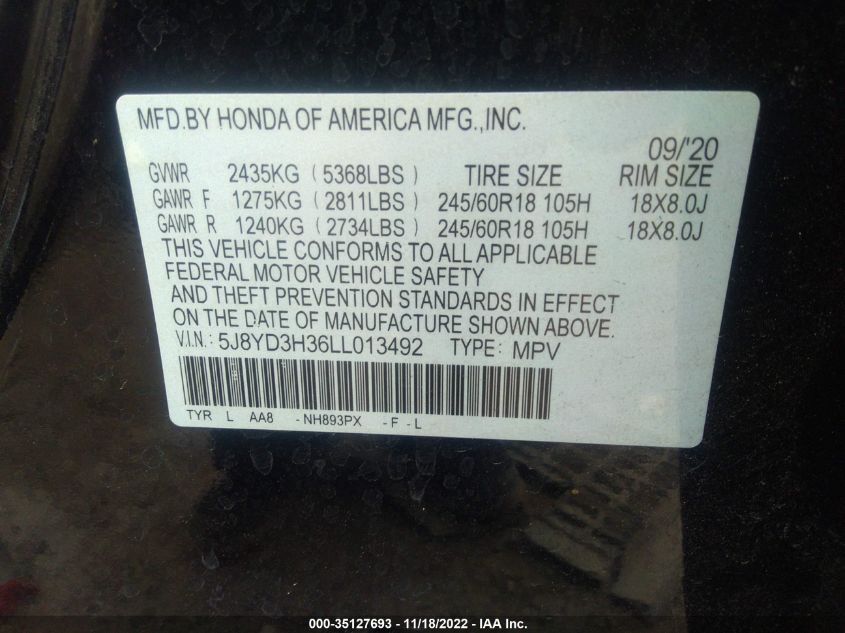 MFD.BY HONDA OF AMERICA MFG.,INC.
09/'20
GVWR 2435KG (5368LBS) TIRE SIZE RIM SIZE
GAWR F 1275KG (2811LBS) 245/60R18 105H 18X8.0J
GAWR R 1240KG (2734LBS) 245/60R18 105H 18X8.0J
THIS VEHICLE CONFORMS TO ALL APPLICABLE
FEDERAL MOTOR VEHICLE SAFETY
AND THEFT PREVENTION STANDARDS IN EFFECT
ON THE DATE OF MANUFACTURE SHOWN ABOVE.
V.I.N.: 5J8YD3H36LL013492 TYPE: MPV
TYR L AA8 -NH893PX -F -L
000-35127693 - 11/18/2022 - IAA Inc.